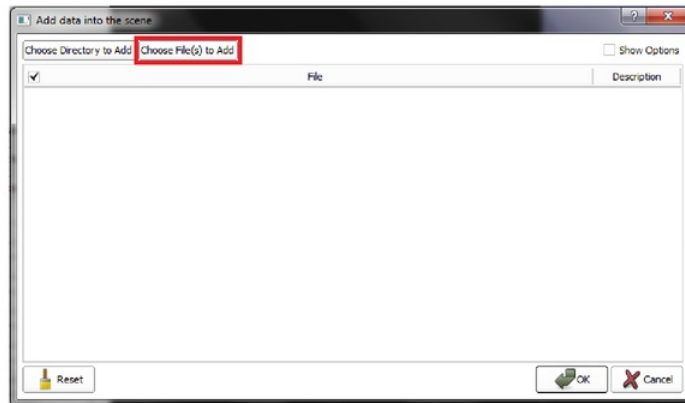 Add data into the scene
Choose Directory to Add Choose File(s) to Add Show Options
File Description
Reset OK Cancel